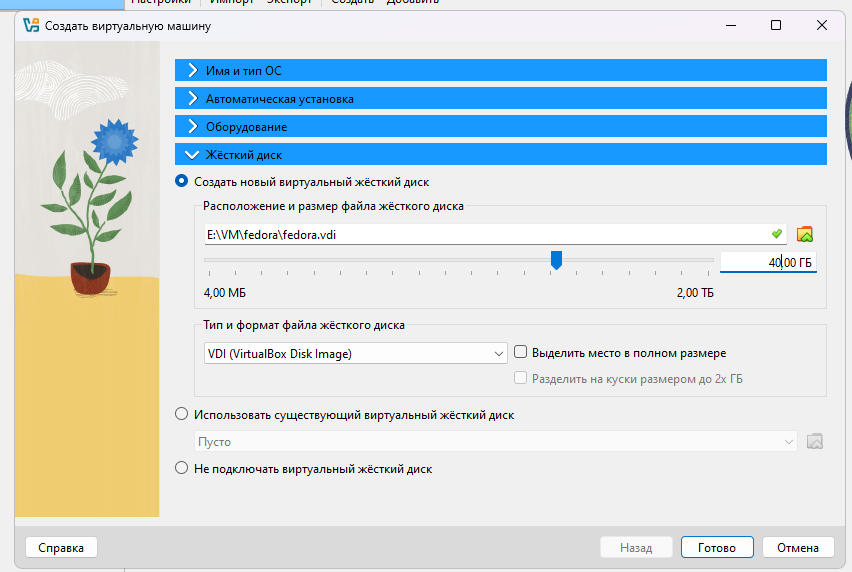 Настройки Импорт Экспорт Создать Добавить
Создать виртуальную машину
Имя и тип ОС
Автоматическая установка
Оборудование
Жёсткий диск
Создать новый виртуальный жёсткий диск
Расположение и размер файла жёсткого диска
E:\VM\fedora\fedora.vdi
40,00 ГБ
4,00 МБ 2,00 ТБ
Тип и формат файла жёсткого диска
VDI (VirtualBox Disk Image) Выделить место в полном размере
Разделить на куски размером до 2х ГБ
Использовать существующий виртуальный жёсткий диск
Пусто
Не подключать виртуальный жёсткий диск
Справка Назад Готово Отмена